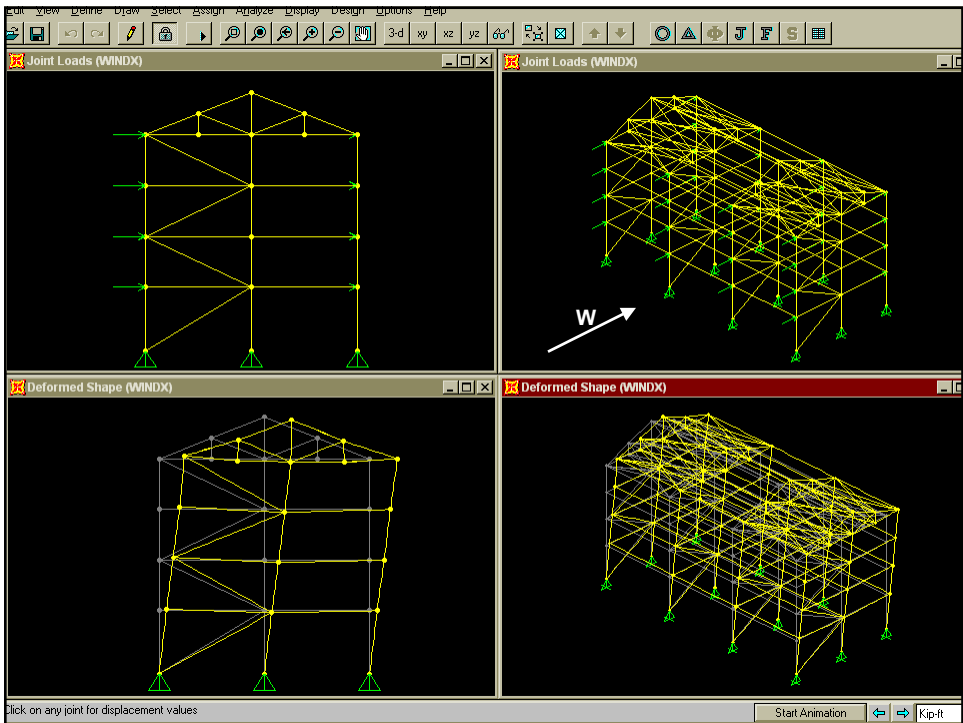 Edit View Define Draw Select Assign Analyze Display Design Options Help
3-d xy xz yz J F S
Joint Loads (WINDX)
Joint Loads (WINDX)
W
Deformed Shape (WINDX)
Deformed Shape (WINDX)
Click on any joint for displacement values
Start Animation
Kip-ft